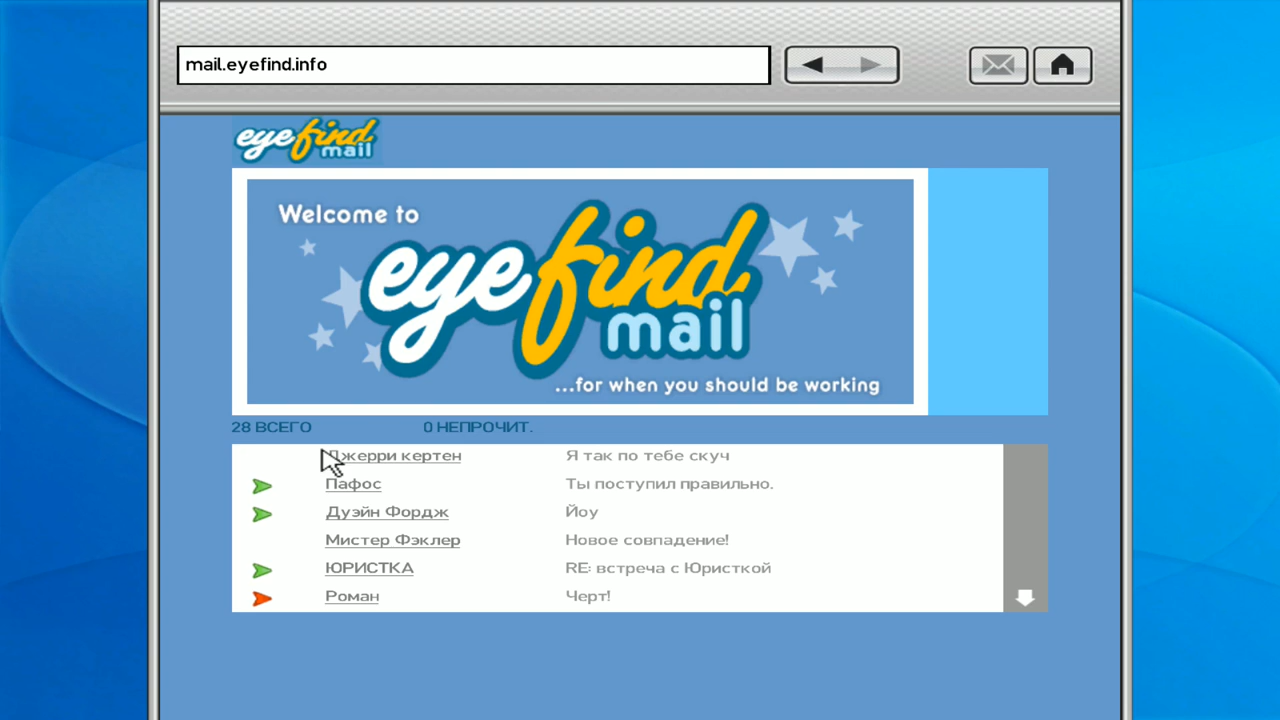 mail.eyefind.info
eyefind mail
Welcome to
eyefind
mail
...for when you should be working
28 ВСЕГО 0 НЕПРОЧИТ.
Джерри кертен Я так по тебе скуч
Пафос Ты поступил правильно.
Дуэйн Фордж Йоу
Мистер Фэклер Новое совпадение!
ЮРИСТКА RE: встреча с Юристкой
Роман Черт!